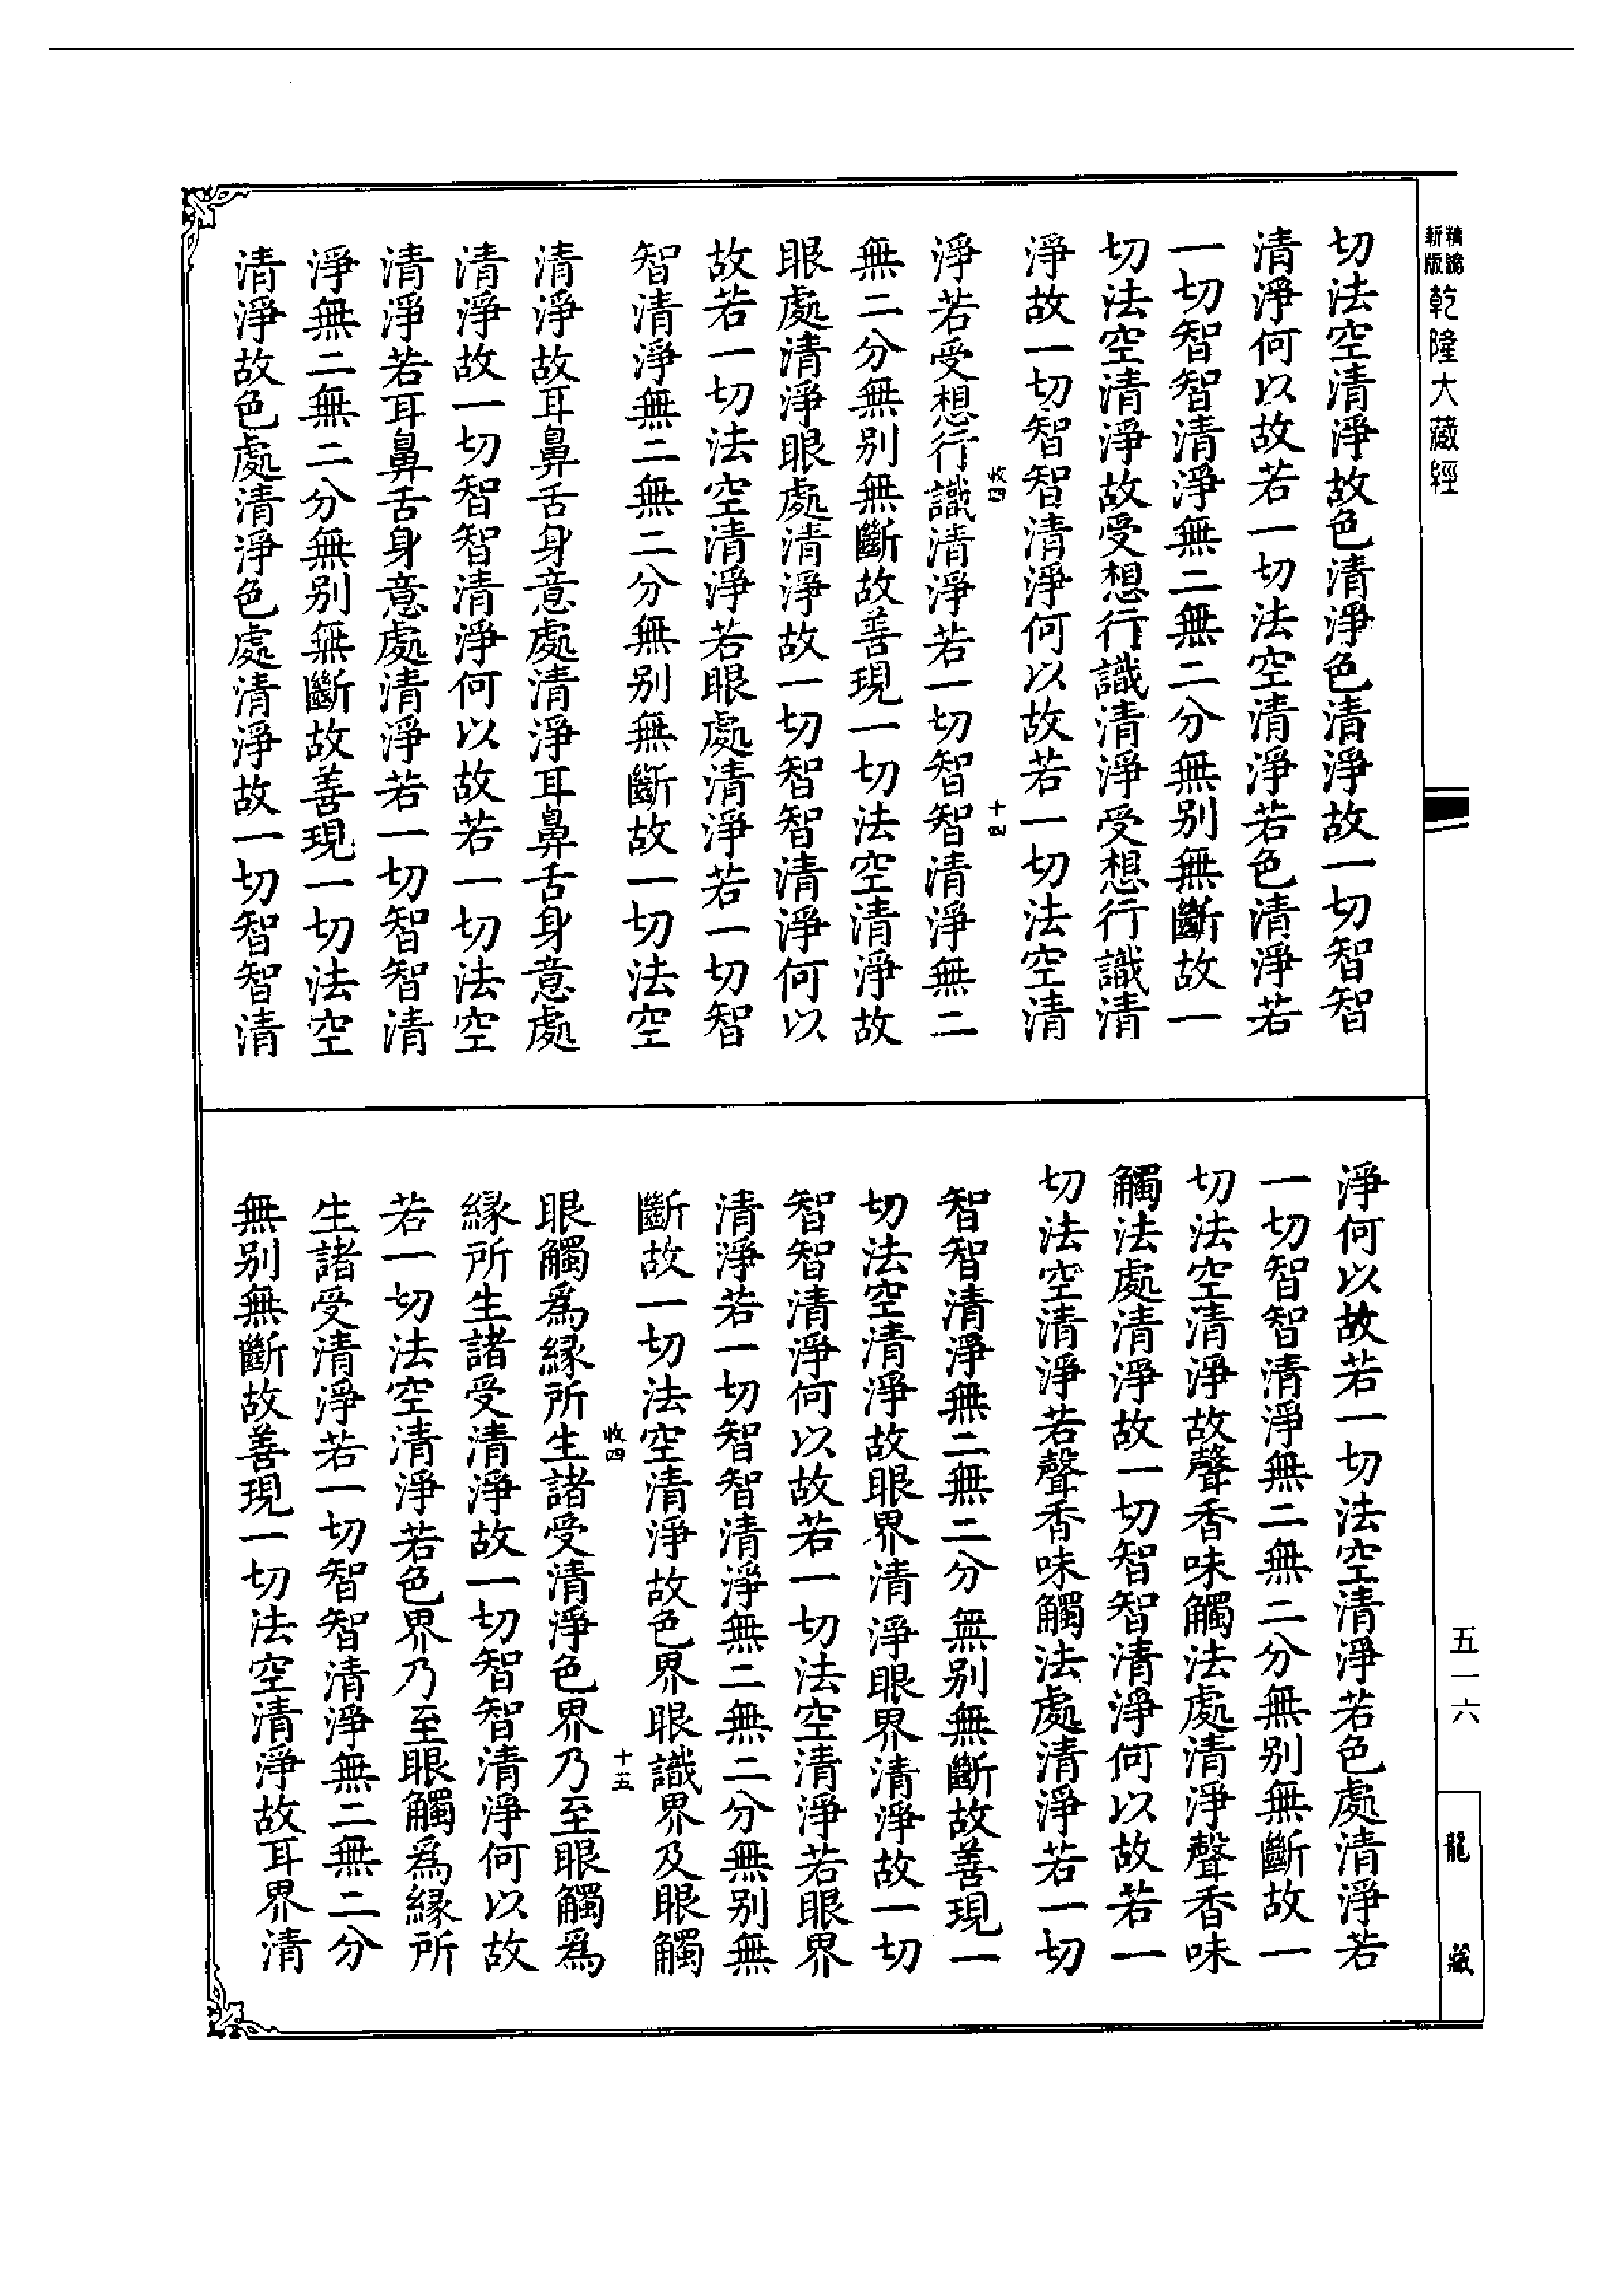 精編
新版
乾隆大藏經
切法空清淨故色清淨色清淨故一切智智
清淨何以故若一切法空清淨若色清淨若
一切智智清淨無二無二分無别無斷故一
切法空清淨故受想行識清淨受想行識清
淨故一切智智清淨何以故若一切法空清
收四
十四
淨若受想行識清淨若一切智智清淨無二
無二分無别無斷故善現一切法空清淨故
眼處清淨眼處清淨故一切智智清淨何以
故若一切法空清淨若眼處清淨若一切智
智清淨無二無二分無别無斷故一切法空
清淨故耳鼻舌身意處清淨耳鼻舌身意處
清淨故一切智智清淨何以故若一切法空
清淨若耳鼻舌身意處清淨若一切智智清
淨無二無二分無别無斷故善現一切法空
清淨故色處清淨色處清淨故一切智智清
淨何以故若一切法空清淨若色處清淨若
一切智智清淨無二無二分無别無斷故一
切法空清淨故聲香味觸法處清淨聲香味
觸法處清淨故一切智智清淨何以故若一
切法空清淨若聲香味觸法處清淨若一切
智智清淨無二無二分無别無斷故善現一
切法空清淨故眼界清淨眼界清淨故一切
智智清淨何以故若一切法空清淨若眼界
清淨若一切智智清淨無二無二分無别無
斷故一切法空清淨故色界眼識界及眼觸
收四
十五
眼觸爲緣所生諸受清淨色界乃至眼觸爲
緣所生諸受清淨故一切智智清淨何以故
若一切法空清淨若色界乃至眼觸爲緣所
生諸受清淨若一切智智清淨無二無二分
無别無斷故善現一切法空清淨故耳界清
五一六
龍藏